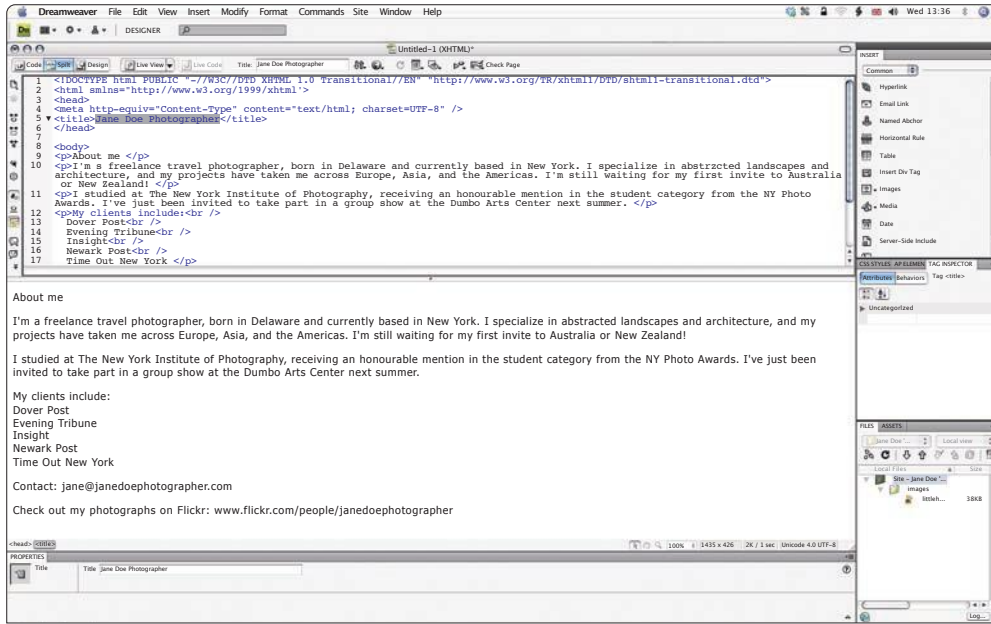 Dreamweaver File Edit View Insert Modify Format Commands Site Window Help Wed 13:36
Dw DESIGNER
Untitled-1 (XHTML)*
Code Split Design Live View Live Code Title: Jane Doe Photographer Check Page
1 <!DOCTYPE html PUBLIC "-//W3C//DTD XHTML 1.0 Transitional//EN" "http://www.w3.org/TR/xhtml1/DTD/shtml1-transitional.dtd">
2 <html smlns="http://www.w3.org/1999/xhtml'>
3 <head>
4 <meta http-equiv="Content-Type" content="text/html; charset=UTF-8" />
5 <title>Jane Doe Photographer</title>
6 </head>
7
8 <body>
9 <p>About me </p>
10 <p>I'm s freelance travel photographer, born in Delaware and currently based in New York. I specialize in abstrzcted landscapes and
architecture, and my projects have taken me across Europe, Asia, and the Americas. I'm still waiting for my first invite to Australia
or New Zealand! </p>
11 <p>I studied at The New York Institute of Photography, receiving an honourable mention in the student category from the NY Photo
Awards. I've just been invited to take part in a group show at the Dumbo Arts Center next summer. </p>
12 <p>My clients include:<br />
13 Dover Post<br />
14 Evening Tribune<br />
15 Insight<br />
16 Newark Post<br />
17 Time Out New York </p>
About me
I'm a freelance travel photographer, born in Delaware and currently based in New York. I specialize in abstracted landscapes and architecture, and my
projects have taken me across Europe, Asia, and the Americas. I'm still waiting for my first invite to Australia or New Zealand!
I studied at The New York Institute of Photography, receiving an honourable mention in the student category from the NY Photo Awards. I've just been
invited to take part in a group show at the Dumbo Arts Center next summer.
My clients include:
Dover Post
Evening Tribune
Insight
Newark Post
Time Out New York
Contact: jane@janedoephotographer.com
Check out my photographs on Flickr: www.flickr.com/people/janedoephotographer
<head> <title> 100% 1435 x 426 2K / 1 sec Unicode 4.0 UTF-8
PROPERTIES
Title Title Jane Doe Photographer
INSERT
Common
Hyperlink
Email Link
Named Abchor
Horizontal Rule
Table
Insert Div Tag
Images
Media
Date
Server-Side Include
CSS STYLES AP ELEMEN TAG INSPECTOR
Attributes Behaviors Tag <title>
Uncategorized
FILES ASSETS
Jane Doe '... Local view
Local Files Size
Site - Jane Doe '...
images
littleh... 38KB
Log...